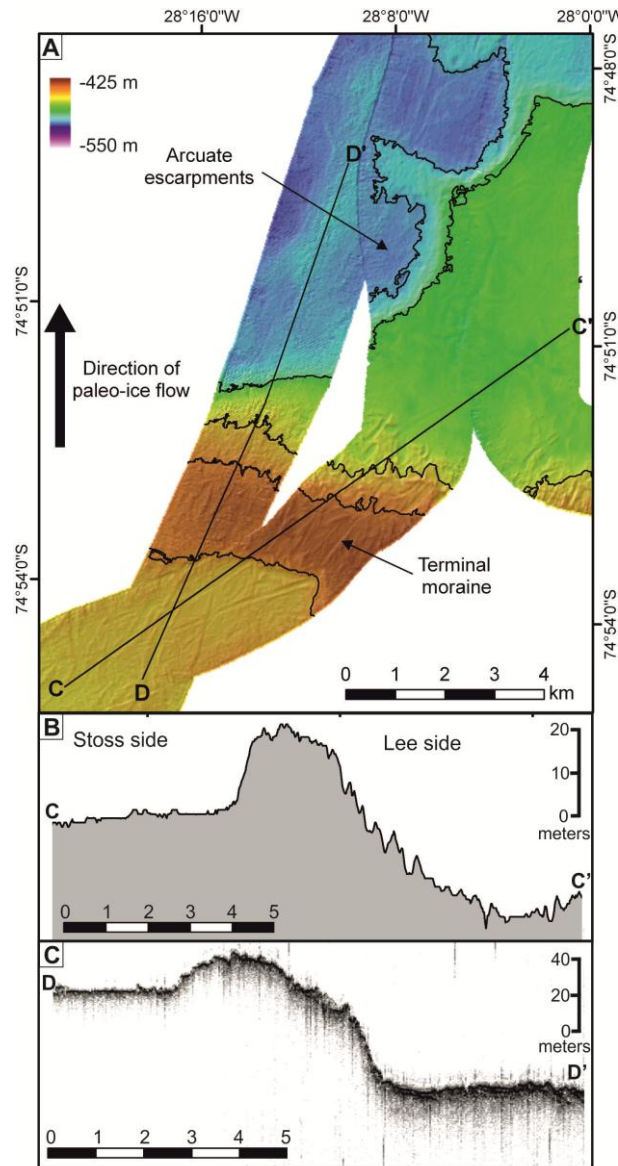 28°16'0"W 28°8'0"W 28°0'0"W
A
-425 m
-550 m
74°48'0"S
D'
Arcuate
escarpments
74°51'0"S
C'
74°51'0"S
Direction of
paleo-ice flow
Terminal
moraine
74°54'0"S
74°54'0"S
C D
0 1 2 3 4
km
B
Stoss side Lee side
20
10
0
meters
C
C'
0 1 2 3 4 5
C
D
40
20
0
meters
D'
0 1 2 3 4 5